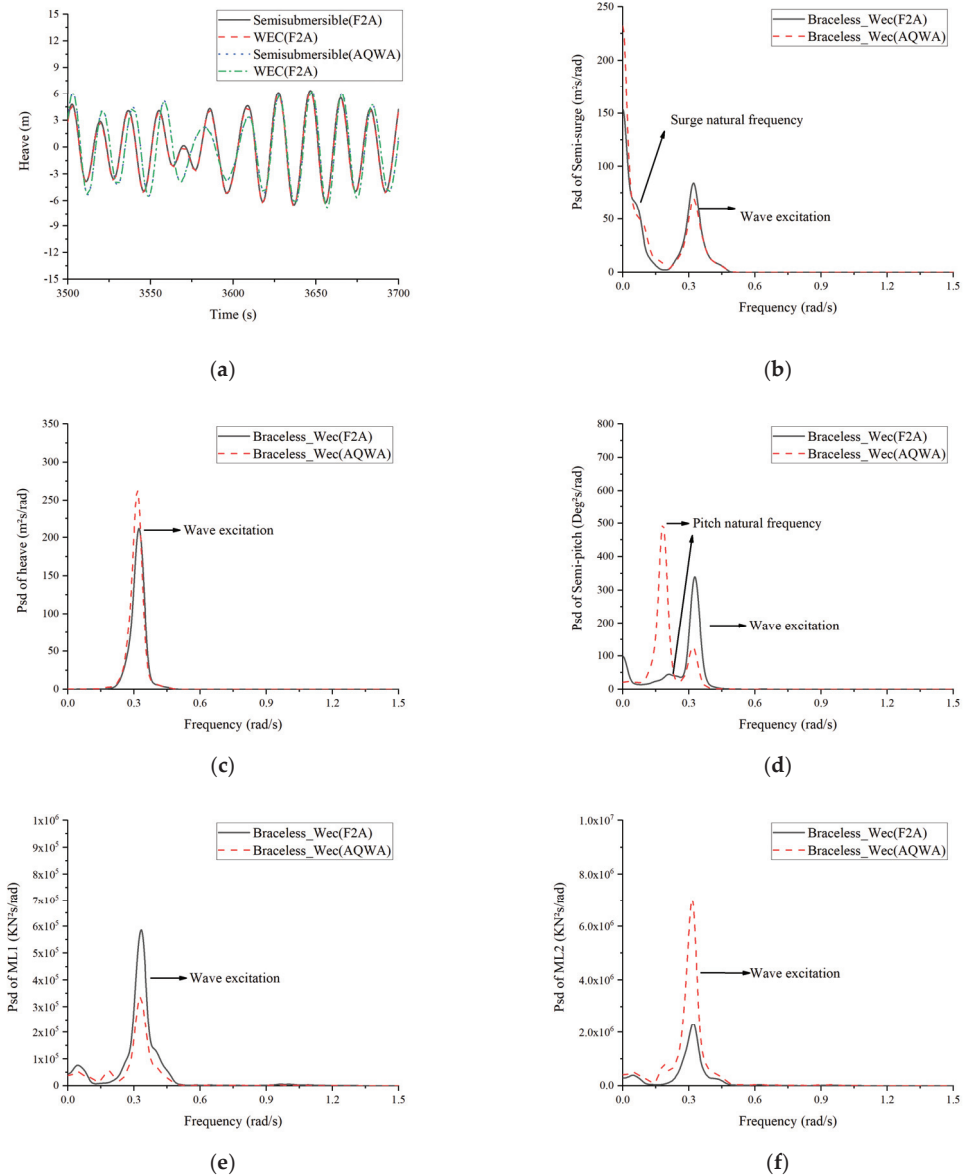 Semisubmersible(F2A)
WEC(F2A)
Semisubmersible(AQWA)
WEC(F2A)
15
12
9
6
3
0
-3
-6
-9
-12
-15
Heave (m)
3500
3550
3600
3650
3700
Time (s)
(a)
Braceless_Wec(F2A)
Braceless_Wec(AQWA)
Surge natural frequency
Wave excitation
250
200
150
100
50
0
Psd of Semi-surge (m²s/rad)
0.0
0.3
0.6
0.9
1.2
1.5
Frequency (rad/s)
(b)
Braceless_Wec(F2A)
Braceless_Wec(AQWA)
Wave excitation
350
300
250
200
150
100
50
0
Psd of heave (m²s/rad)
0.0
0.3
0.6
0.9
1.2
1.5
Frequency (rad/s)
(c)
Braceless_Wec(F2A)
Braceless_Wec(AQWA)
Pitch natural frequency
Wave excitation
800
700
600
500
400
300
200
100
0
Psd of Semi-pitch (Deg²s/rad)
0.0
0.3
0.6
0.9
1.2
1.5
Frequency (rad/s)
(d)
Braceless_Wec(F2A)
Braceless_Wec(AQWA)
Wave excitation
1x10⁶
9x10⁵
8x10⁵
7x10⁵
6x10⁵
5x10⁵
4x10⁵
3x10⁵
2x10⁵
1x10⁵
0
Psd of ML1 (KN²s/rad)
0.0
0.3
0.6
0.9
1.2
1.5
Frequency (rad/s)
(e)
Braceless_Wec(F2A)
Braceless_Wec(AQWA)
Wave excitation
1.0x10⁷
8.0x10⁶
6.0x10⁶
4.0x10⁶
2.0x10⁶
0.0
Psd of ML2 (KN²s/rad)
0.0
0.3
0.6
0.9
1.2
1.5
Frequency (rad/s)
(f)